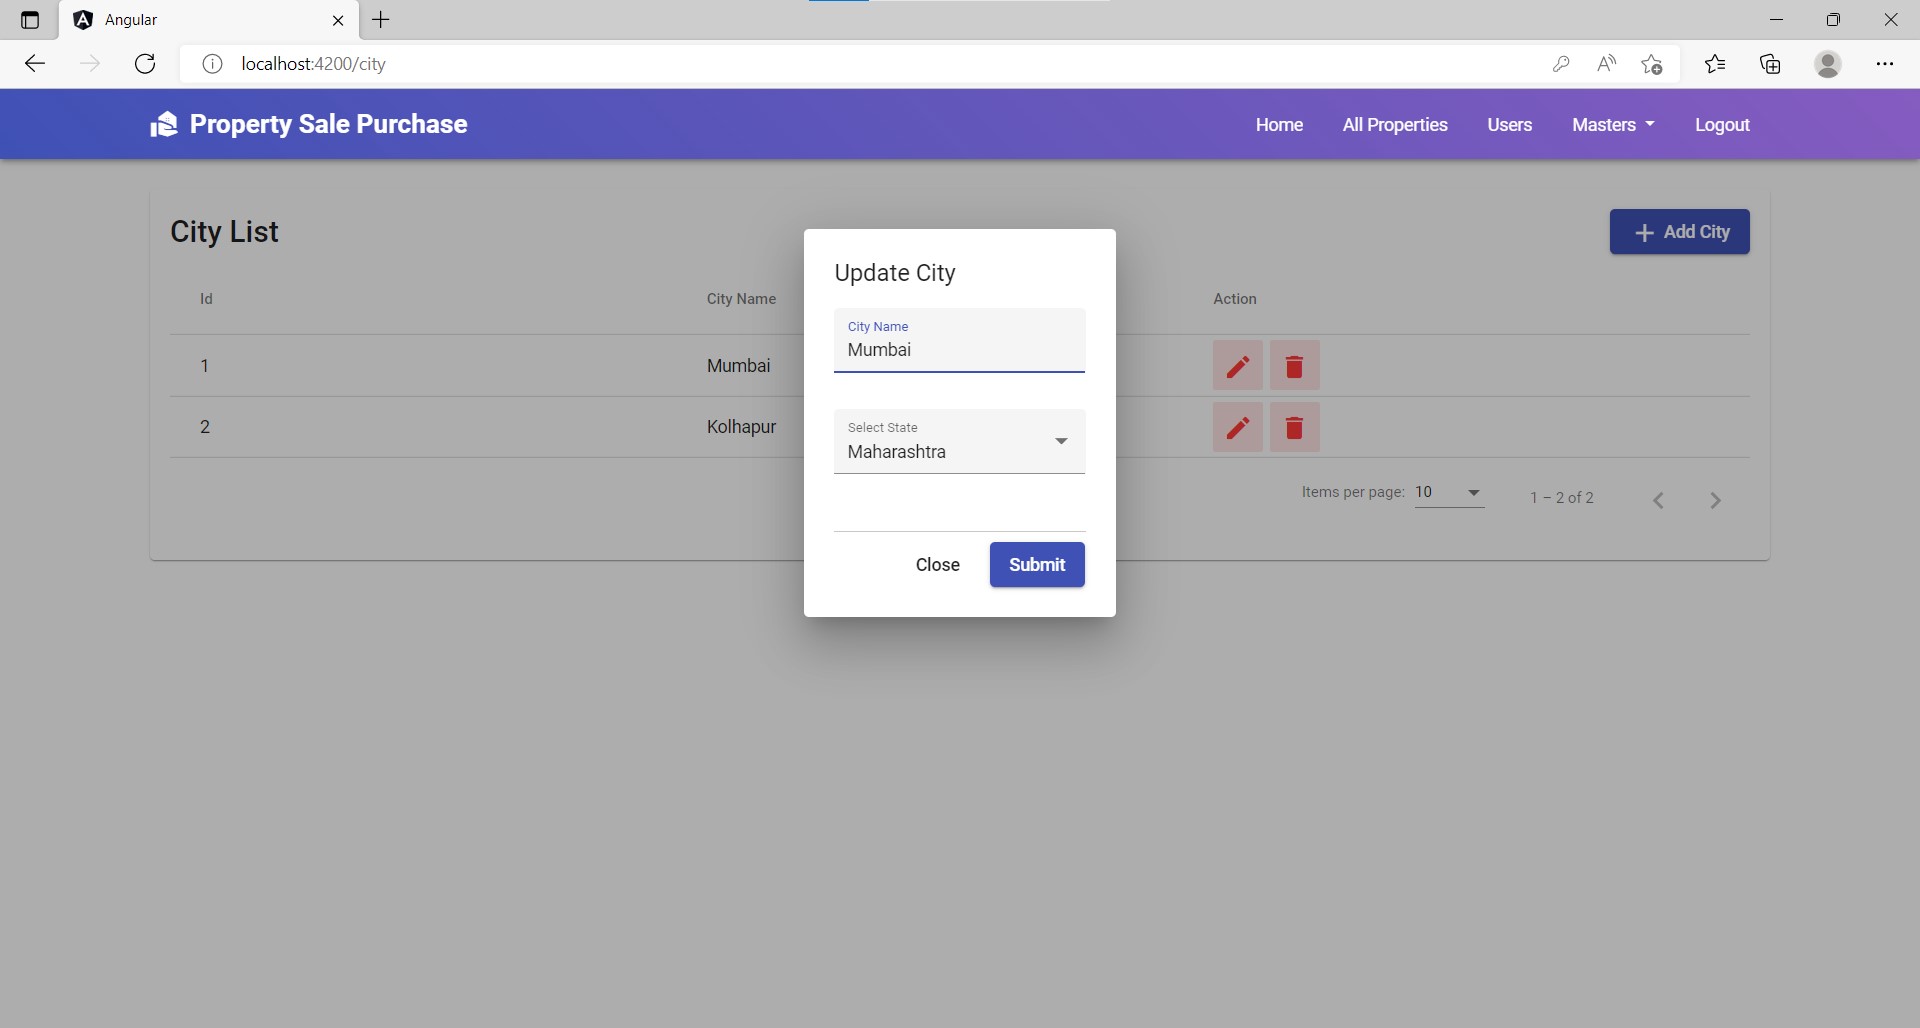 Angular
localhost:4200/city
Property Sale Purchase
Home All Properties Users Masters Logout
City List
Add City
Id City Name Action
1 Mumbai
2 Kolhapur
Items per page: 10 1 – 2 of 2
Update City
City Name
Mumbai
Select State
Maharashtra
Close Submit